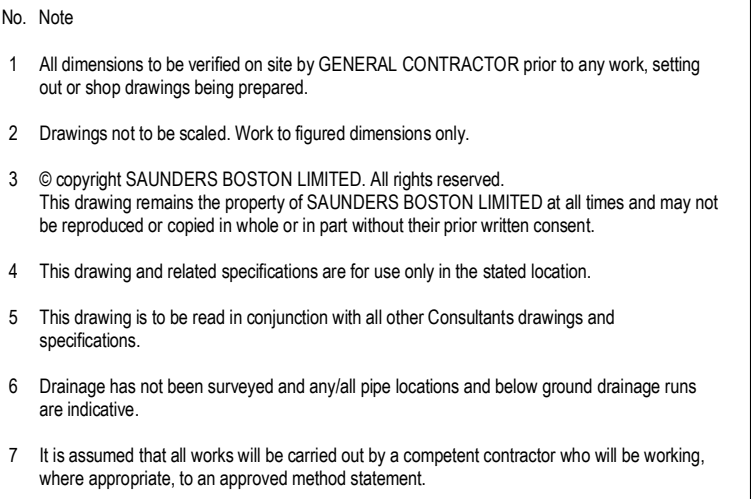 No. Note
1 All dimensions to be verified on site by GENERAL CONTRACTOR prior to any work, setting
out or shop drawings being prepared.
2 Drawings not to be scaled. Work to figured dimensions only.
3 © copyright SAUNDERS BOSTON LIMITED. All rights reserved.
This drawing remains the property of SAUNDERS BOSTON LIMITED at all times and may not
be reproduced or copied in whole or in part without their prior written consent.
4 This drawing and related specifications are for use only in the stated location.
5 This drawing is to be read in conjunction with all other Consultants drawings and
specifications.
6 Drainage has not been surveyed and any/all pipe locations and below ground drainage runs
are indicative.
7 It is assumed that all works will be carried out by a competent contractor who will be working,
where appropriate, to an approved method statement.